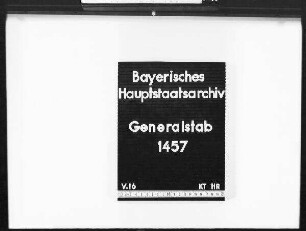 Bayerisches
Hauptstaatsarchiv
Generalstab
1457
V.16 KT HR